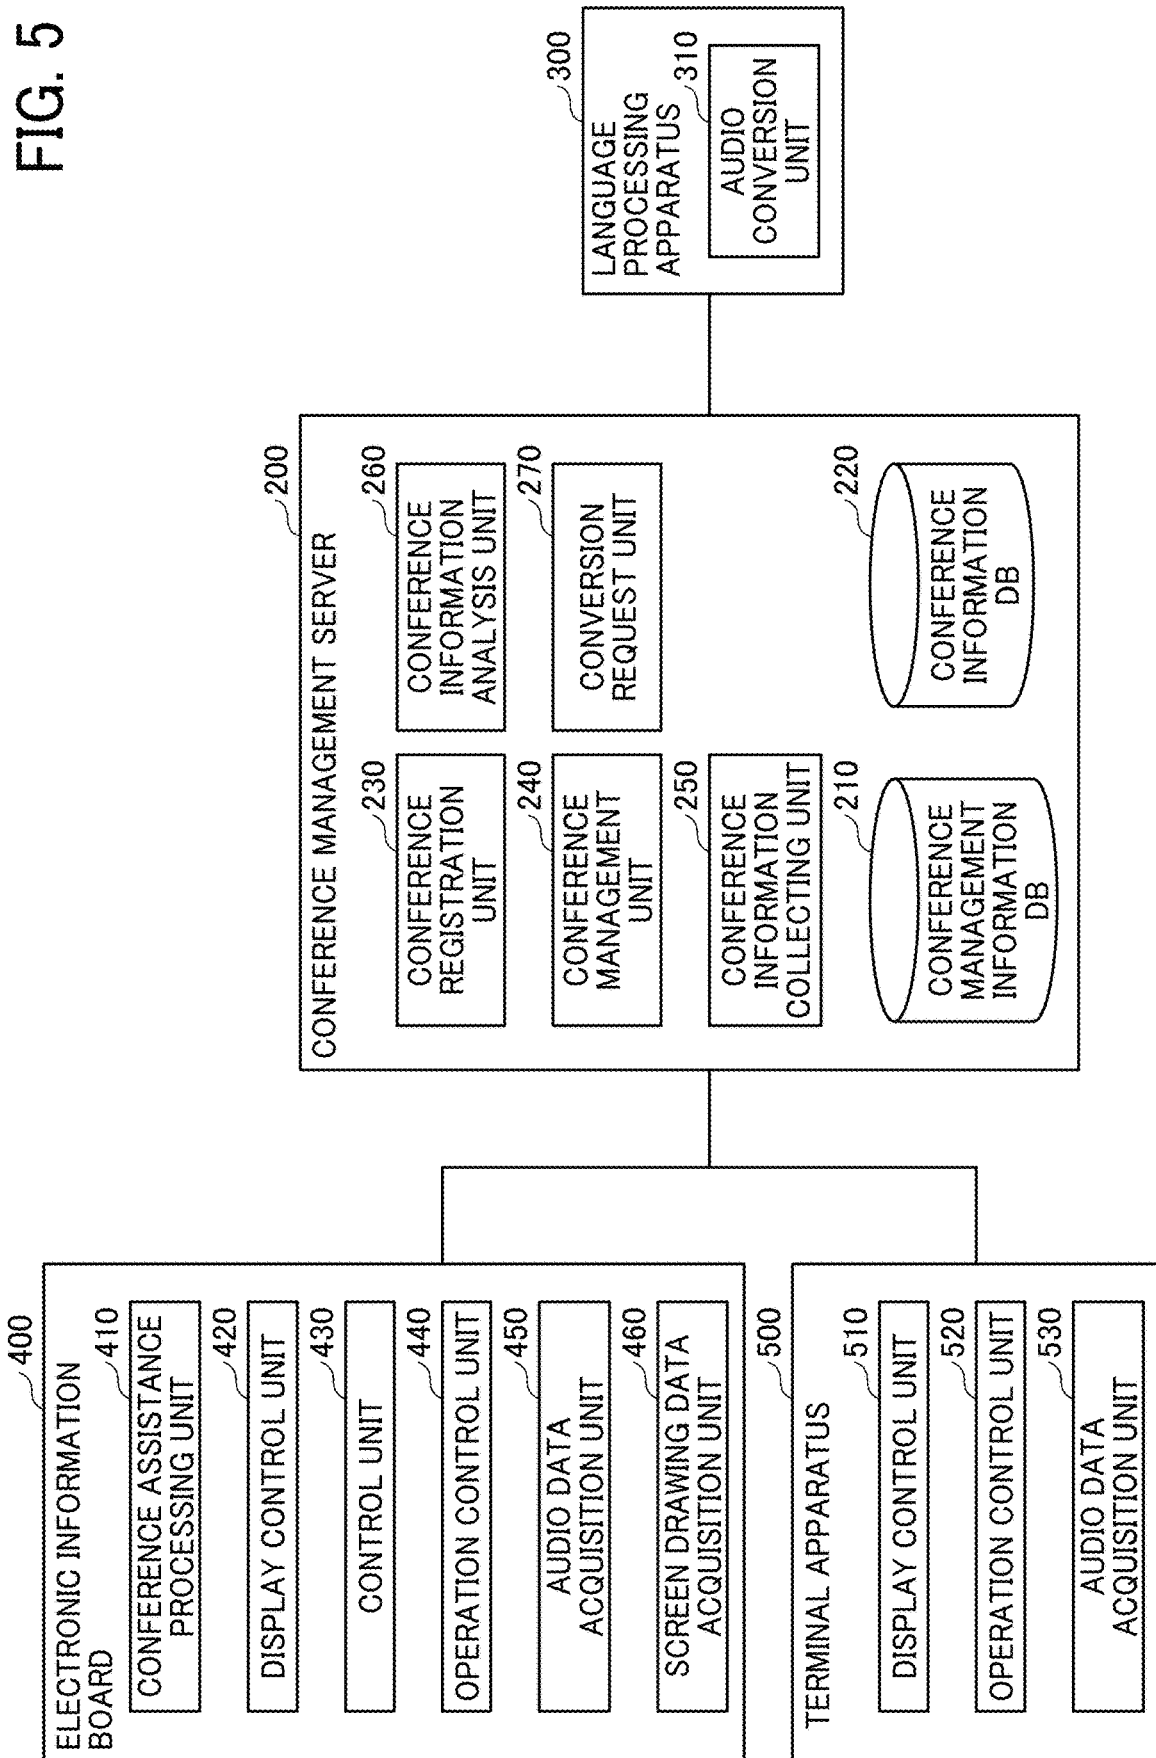 FIG. 5
400
ELECTRONIC INFORMATION
BOARD
410
CONFERENCE ASSISTANCE
PROCESSING UNIT
420
DISPLAY CONTROL UNIT
430
CONTROL UNIT
440
OPERATION CONTROL UNIT
450
AUDIO DATA
ACQUISITION UNIT
460
SCREEN DRAWING DATA
ACQUISITION UNIT
500
TERMINAL APPARATUS
510
DISPLAY CONTROL UNIT
520
OPERATION CONTROL UNIT
530
AUDIO DATA
ACQUISITION UNIT
200
CONFERENCE MANAGEMENT SERVER
230
CONFERENCE
REGISTRATION
UNIT
240
CONFERENCE
MANAGEMENT
UNIT
250
CONFERENCE
INFORMATION
COLLECTING UNIT
210
CONFERENCE
MANAGEMENT
INFORMATION
DB
260
CONFERENCE
INFORMATION
ANALYSIS UNIT
270
CONVERSION
REQUEST UNIT
220
CONFERENCE
INFORMATION
DB
300
LANGUAGE
PROCESSING
APPARATUS
310
AUDIO
CONVERSION
UNIT